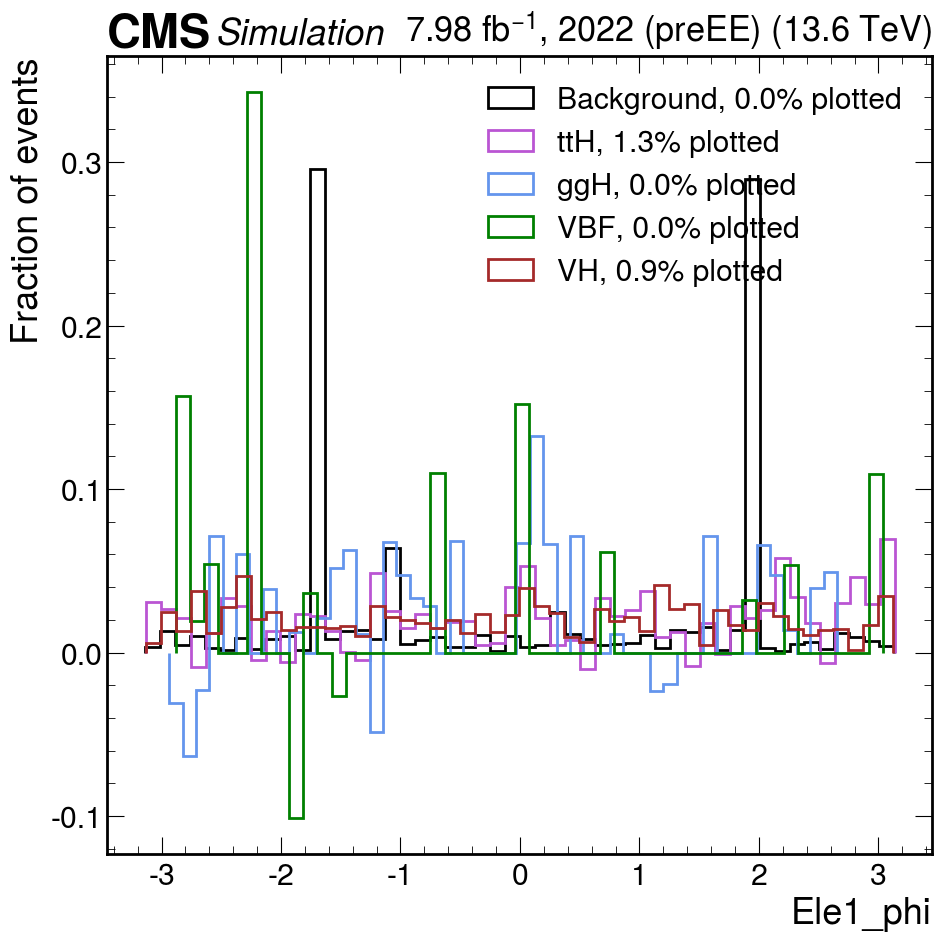 CMS Simulation 7.98 fb⁻¹, 2022 (preEE) (13.6 TeV)
Fraction of events
Background, 0.0% plotted
ttH, 1.3% plotted
ggH, 0.0% plotted
VBF, 0.0% plotted
VH, 0.9% plotted
0.3
0.2
0.1
0.0
-0.1
-3 -2 -1 0 1 2 3
Ele1_phi